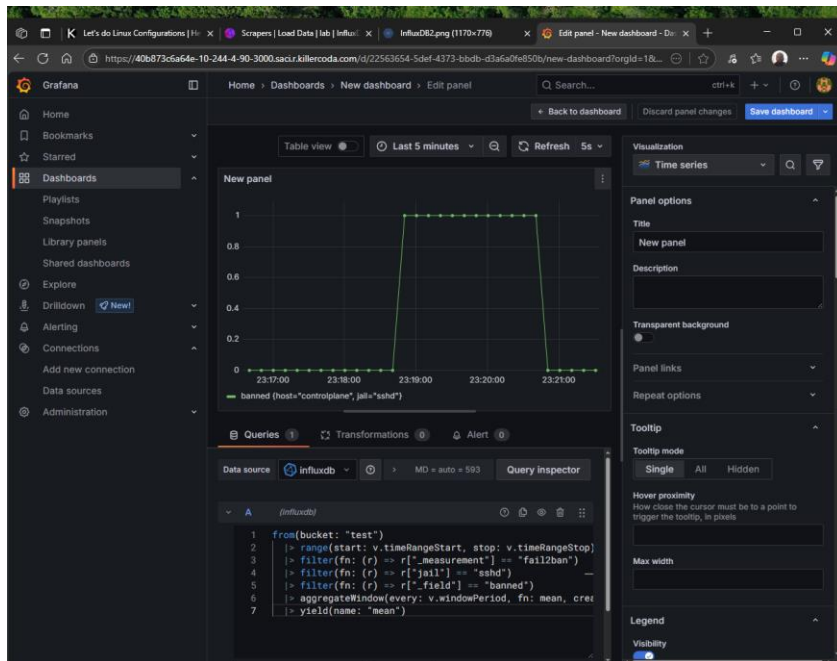 Let's do Linux Configurations | He
Scrapers | Load Data | lab | Influx
InfluxDB2.png (1170×776)
Edit panel - New dashboard - Da
https://40b873c6a64e-10-244-4-90-3000.saci.r.killercoda.com/d/22563654-5def-4373-bbdb-d3a6a0fe850b/new-dashboard?orgId=1&...
Grafana
Home > Dashboards > New dashboard > Edit panel
Search...
ctrl+k
Back to dashboard
Discard panel changes
Save dashboard
Home
Bookmarks
Starred
Dashboards
Playlists
Snapshots
Library panels
Shared dashboards
Explore
Drilldown
New!
Alerting
Connections
Add new connection
Data sources
Administration
Table view
Last 5 minutes
Refresh 5s
New panel
1
0.8
0.6
0.4
0.2
0
23:17:00 23:18:00 23:19:00 23:20:00 23:21:00
banned {host="controlplane", jail="sshd"}
Queries 1
Transformations 0
Alert 0
Data source
influxdb
MD = auto = 593
Query inspector
A (influxdb)
1 from(bucket: "test")
2 |> range(start: v.timeRangeStart, stop: v.timeRangeStop)
3 |> filter(fn: (r) => r["_measurement"] == "fail2ban")
4 |> filter(fn: (r) => r["jail"] == "sshd")
5 |> filter(fn: (r) => r["_field"] == "banned")
6 |> aggregateWindow(every: v.windowPeriod, fn: mean, crea
7 |> yield(name: "mean")
Visualization
Time series
Panel options
Title
New panel
Description
Transparent background
Panel links
Repeat options
Tooltip
Tooltip mode
Single All Hidden
Hover proximity
How close the cursor must be to a point to
trigger the tooltip, in pixels
Max width
Legend
Visibility